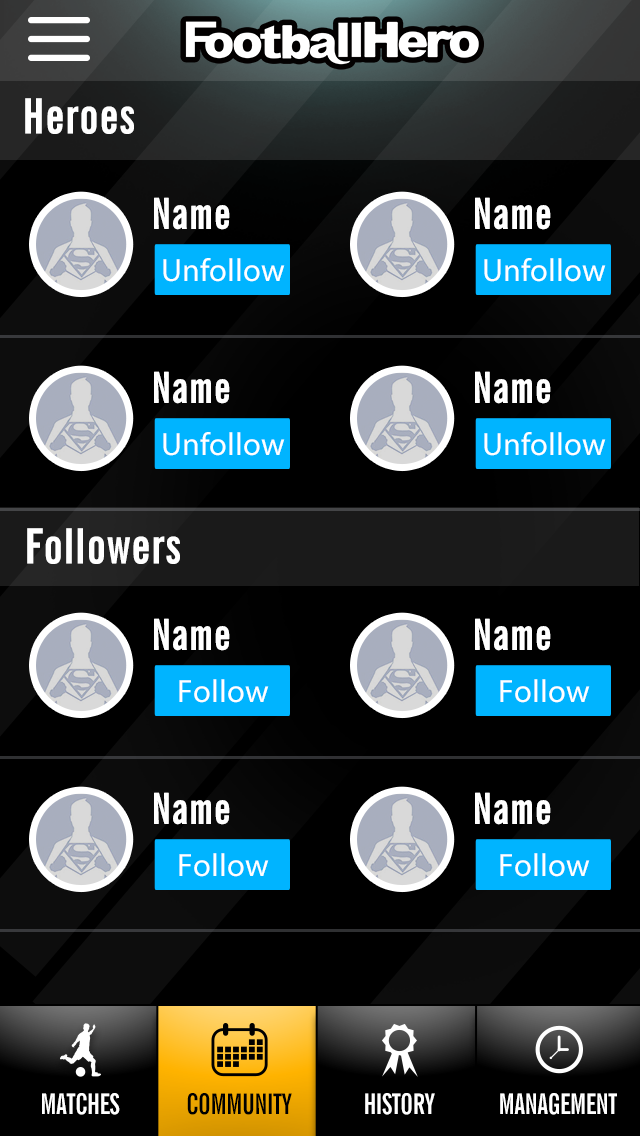 FootballHero
Heroes
Name Name
Unfollow Unfollow
Name Name
Unfollow Unfollow
Followers
Name Name
Follow Follow
Name Name
Follow Follow
MATCHES COMMUNITY HISTORY MANAGEMENT